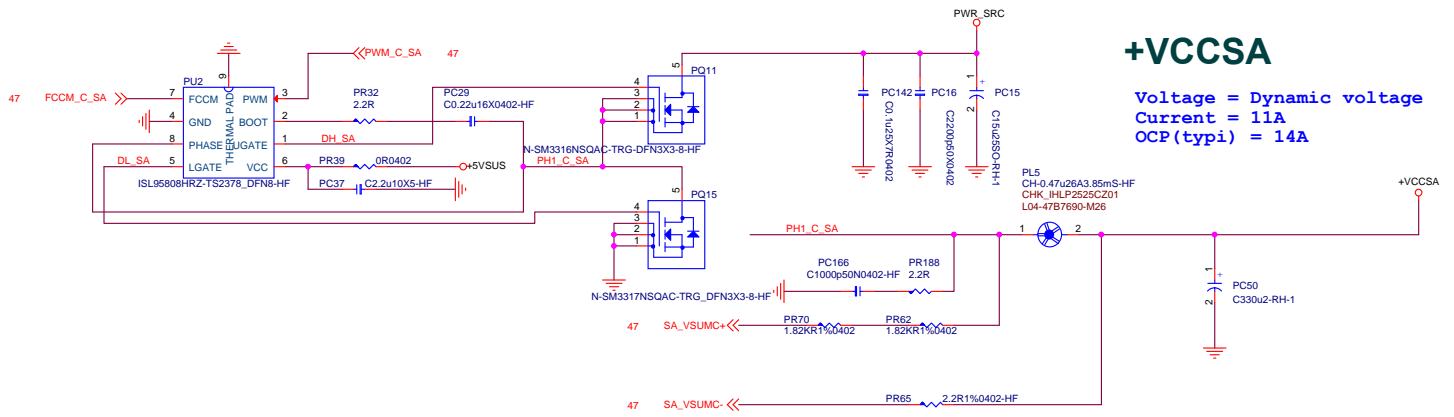 PWR_SRC
+VCCSA
Voltage = Dynamic voltage
Current = 11A
OCP(typi) = 14A
47
FCCM_C_SA
PWM_C_SA
47
PU2
9
7
FCCM
PWM
3
4
GND
BOOT
2
8
PHASE
UGATE
1
5
LGATE
VCC
6
THERMAL PAD
ISL95808HRZ-TS2378_DFN8-HF
DL_SA
PR32
2.2R
PC29
C0.22u16X0402-HF
DH_SA
PR39
0R0402
+5VSUS
PC37
C2.2u10X5-HF
PH1_C_SA
PQ11
5
4
3
2
1
N-SM3316NSQAC-TRG-DFN3X3-8-HF
PQ15
5
4
3
2
1
N-SM3317NSQAC-TRG_DFN3X3-8-HF
PC142
C0.1u25X7R0402
PC16
C2200p50X0402
1
+
2
PC15
C15u25SO-RH-1
PL5
CH-0.47u26A3.85mS-HF
CHK_IHLP2525CZ01
L04-47B7690-M26
+VCCSA
PH1_C_SA
1
2
PC166
C1000p50N0402-HF
PR188
2.2R
1
+
2
PC50
C330u2-RH-1
47
SA_VSUMC+
PR70
1.82KR1%0402
PR62
1.82KR1%0402
47
SA_VSUMC-
PR65
2.2R1%0402-HF